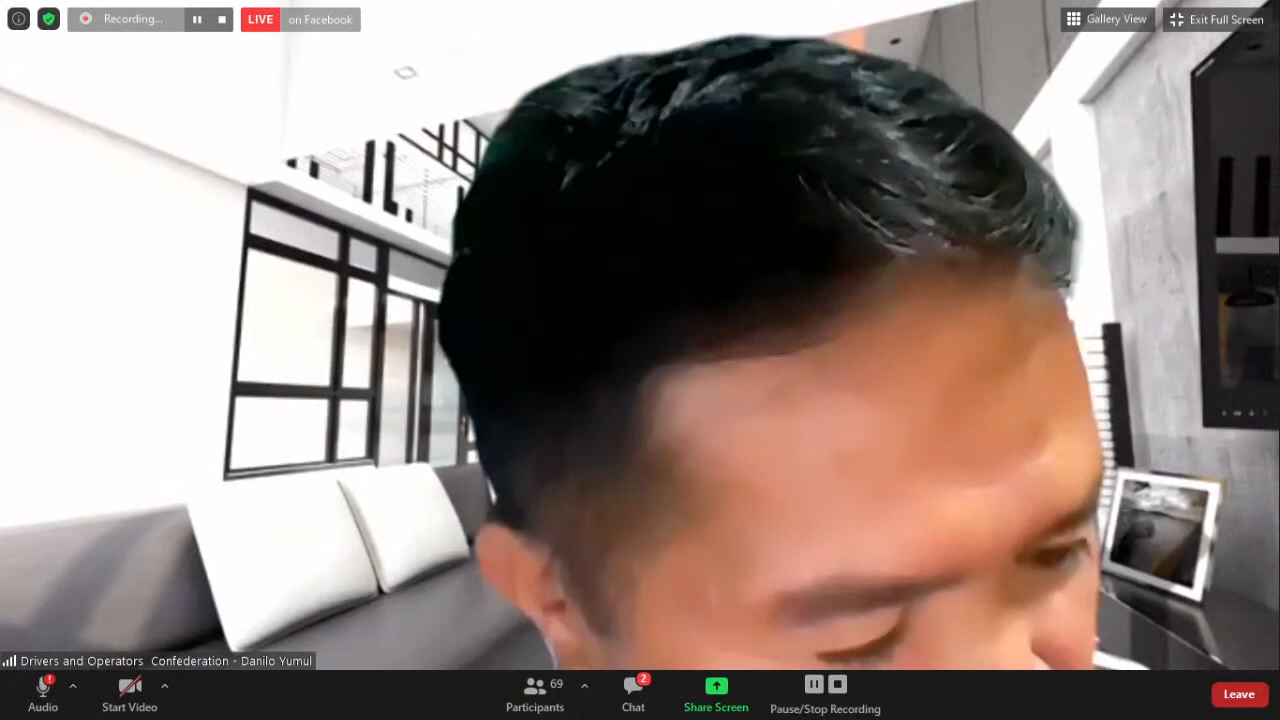 Recording...
LIVE on Facebook
Gallery View
Exit Full Screen
Drivers and Operators Confederation - Danilo Yumul
Audio
Start Video
69
Participants
2
Chat
Share Screen
Pause/Stop Recording
Leave